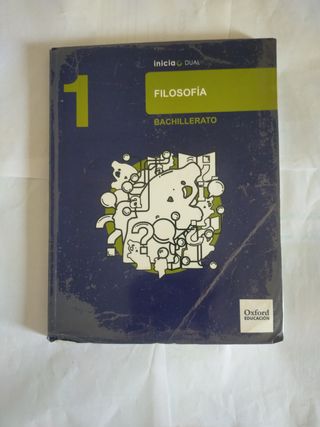 inicia DUAL
1
FILOSOFÍA
BACHILLERATO
Oxford
EDUCACIÓN